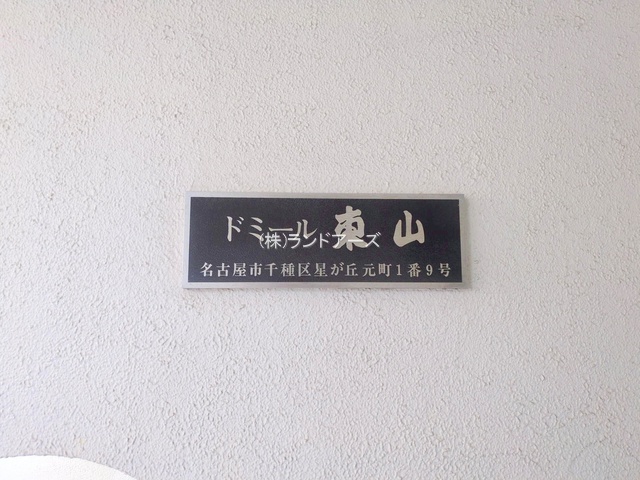 ドミール 東山
(株)ランドアーズ
名古屋市千種区星が丘元町1番9号